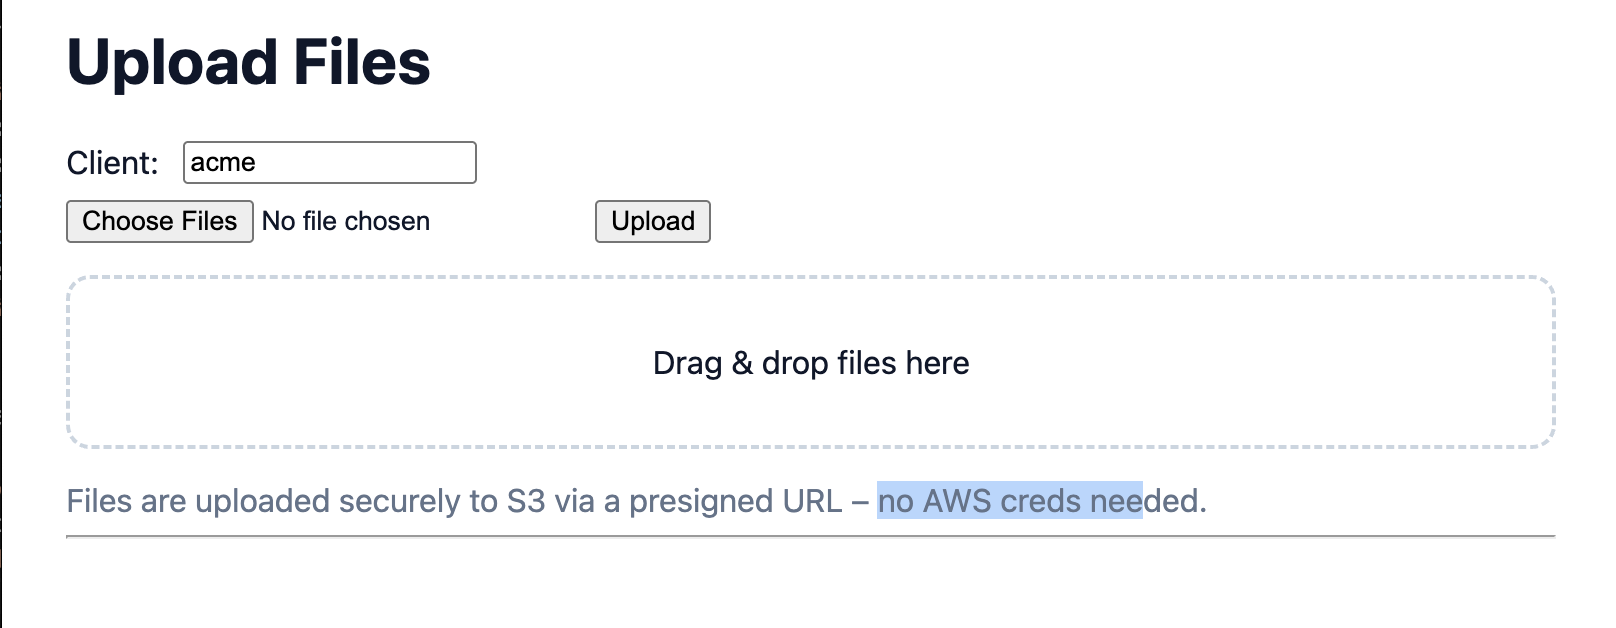 Upload Files
Client: acme
Choose Files No file chosen Upload
Drag & drop files here
Files are uploaded securely to S3 via a presigned URL – no AWS creds needed.